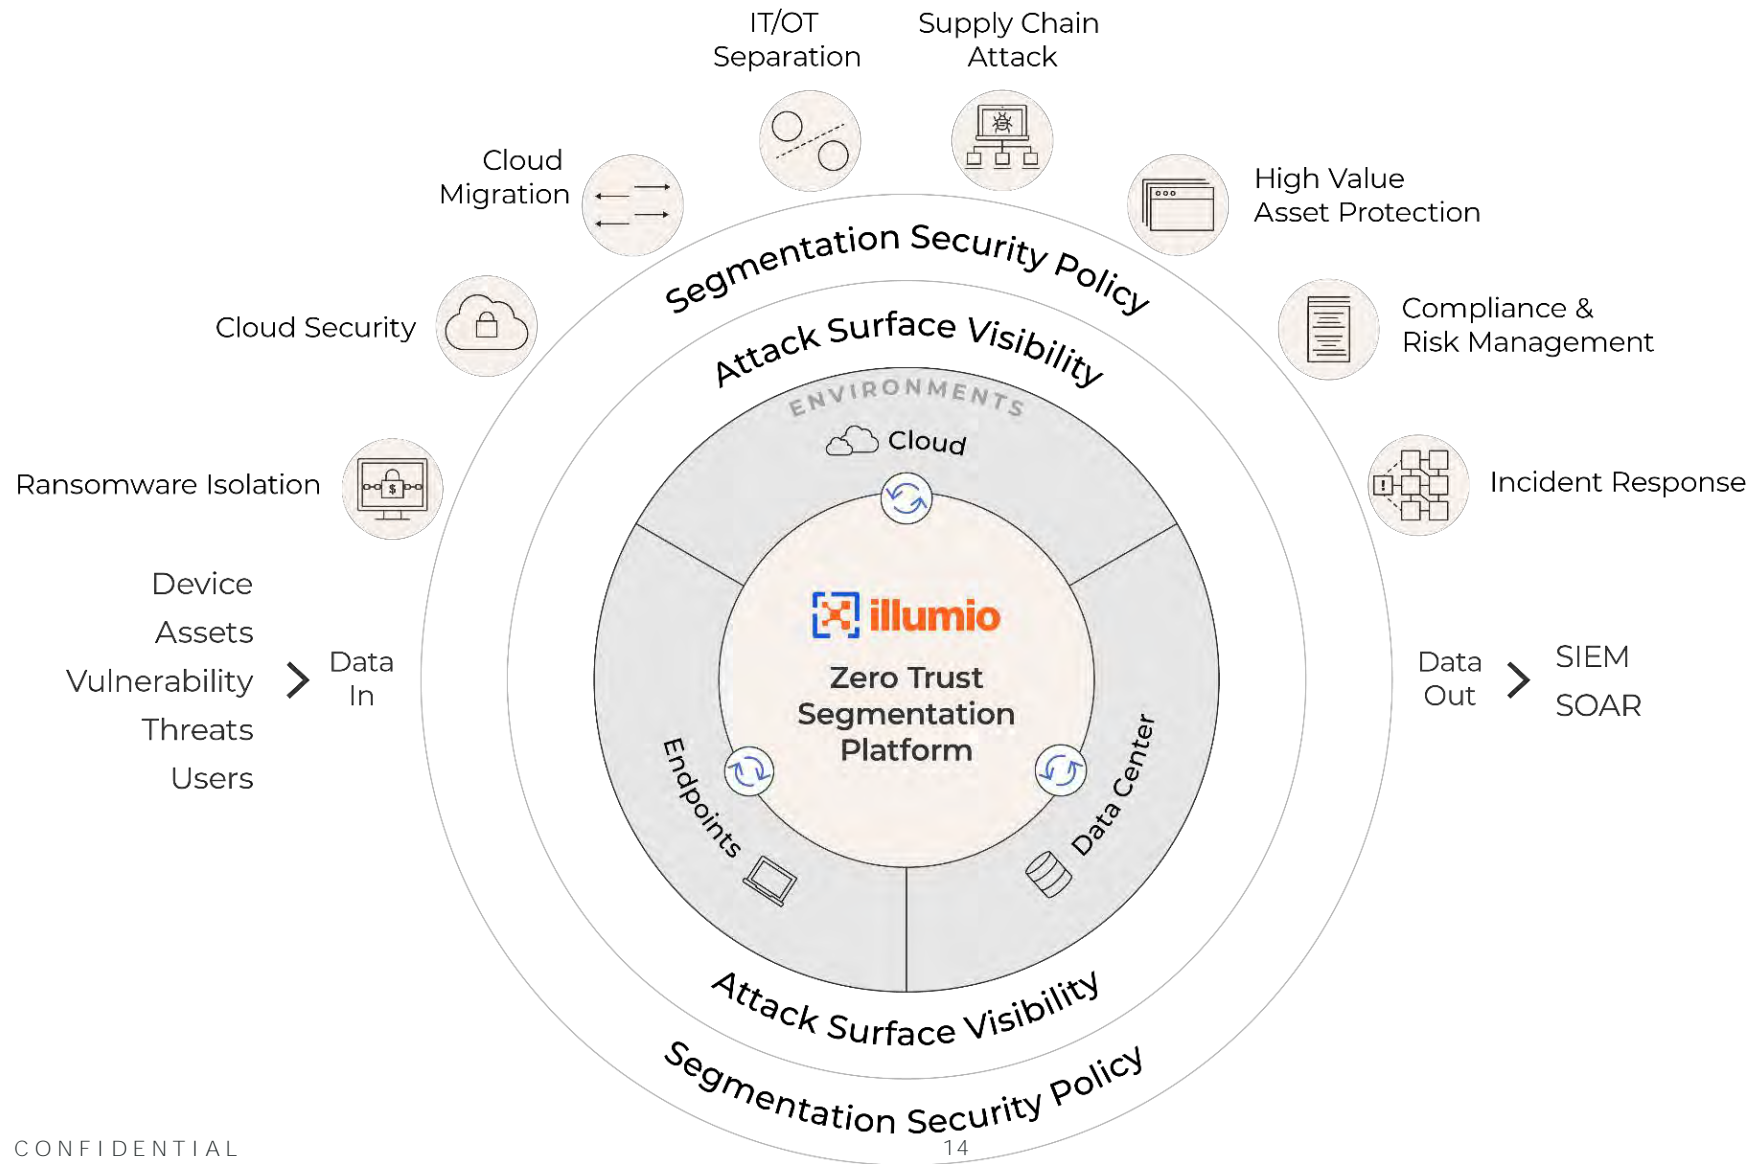 IT/OT
Separation
Supply Chain
Attack
Cloud
Migration
High Value
Asset Protection
Cloud Security
Compliance &
Risk Management
Ransomware Isolation
$
!
Incident Response
Segmentation Security Policy
Attack Surface Visibility
ENVIRONMENTS
Cloud
illumio
Zero Trust
Segmentation
Platform
Endpoints
Data Center
Device
Assets
Vulnerability
Threats
Users
Data
In
Data
Out
SIEM
SOAR
Attack Surface Visibility
Segmentation Security Policy
CONFIDENTIAL
14